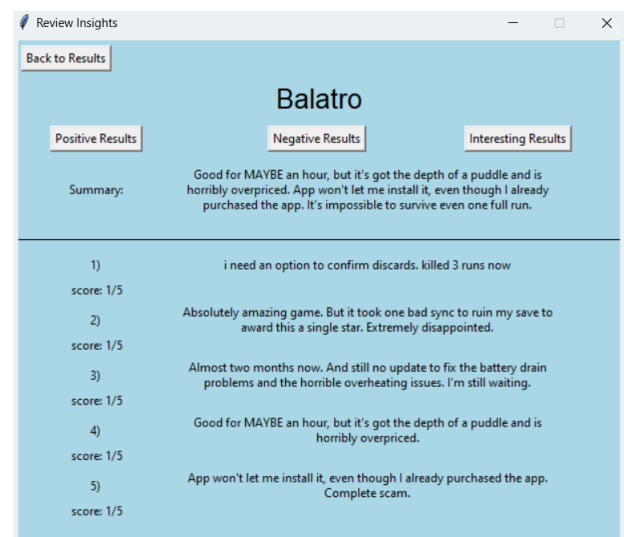 Review Insights
Back to Results
Balatro
Positive Results
Negative Results
Interesting Results
Summary:
Good for MAYBE an hour, but it's got the depth of a puddle and is
horribly overpriced. App won't let me install it, even though I already
purchased the app. It's impossible to survive even one full run.
1)
i need an option to confirm discards. killed 3 runs now
score: 1/5
2)
Absolutely amazing game. But it took one bad sync to ruin my save to
award this a single star. Extremely disappointed.
score: 1/5
3)
Almost two months now. And still no update to fix the battery drain
problems and the horrible overheating issues. I'm still waiting.
score: 1/5
4)
Good for MAYBE an hour, but it's got the depth of a puddle and is
horribly overpriced.
score: 1/5
5)
App won't let me install it, even though I already purchased the app.
Complete scam.
score: 1/5